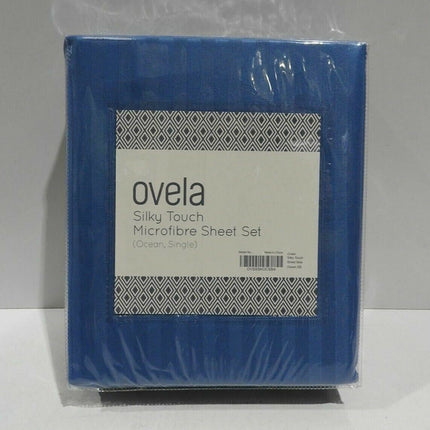 ovela
Silky Touch
Microfibre Sheet Set
(Ocean, Single)